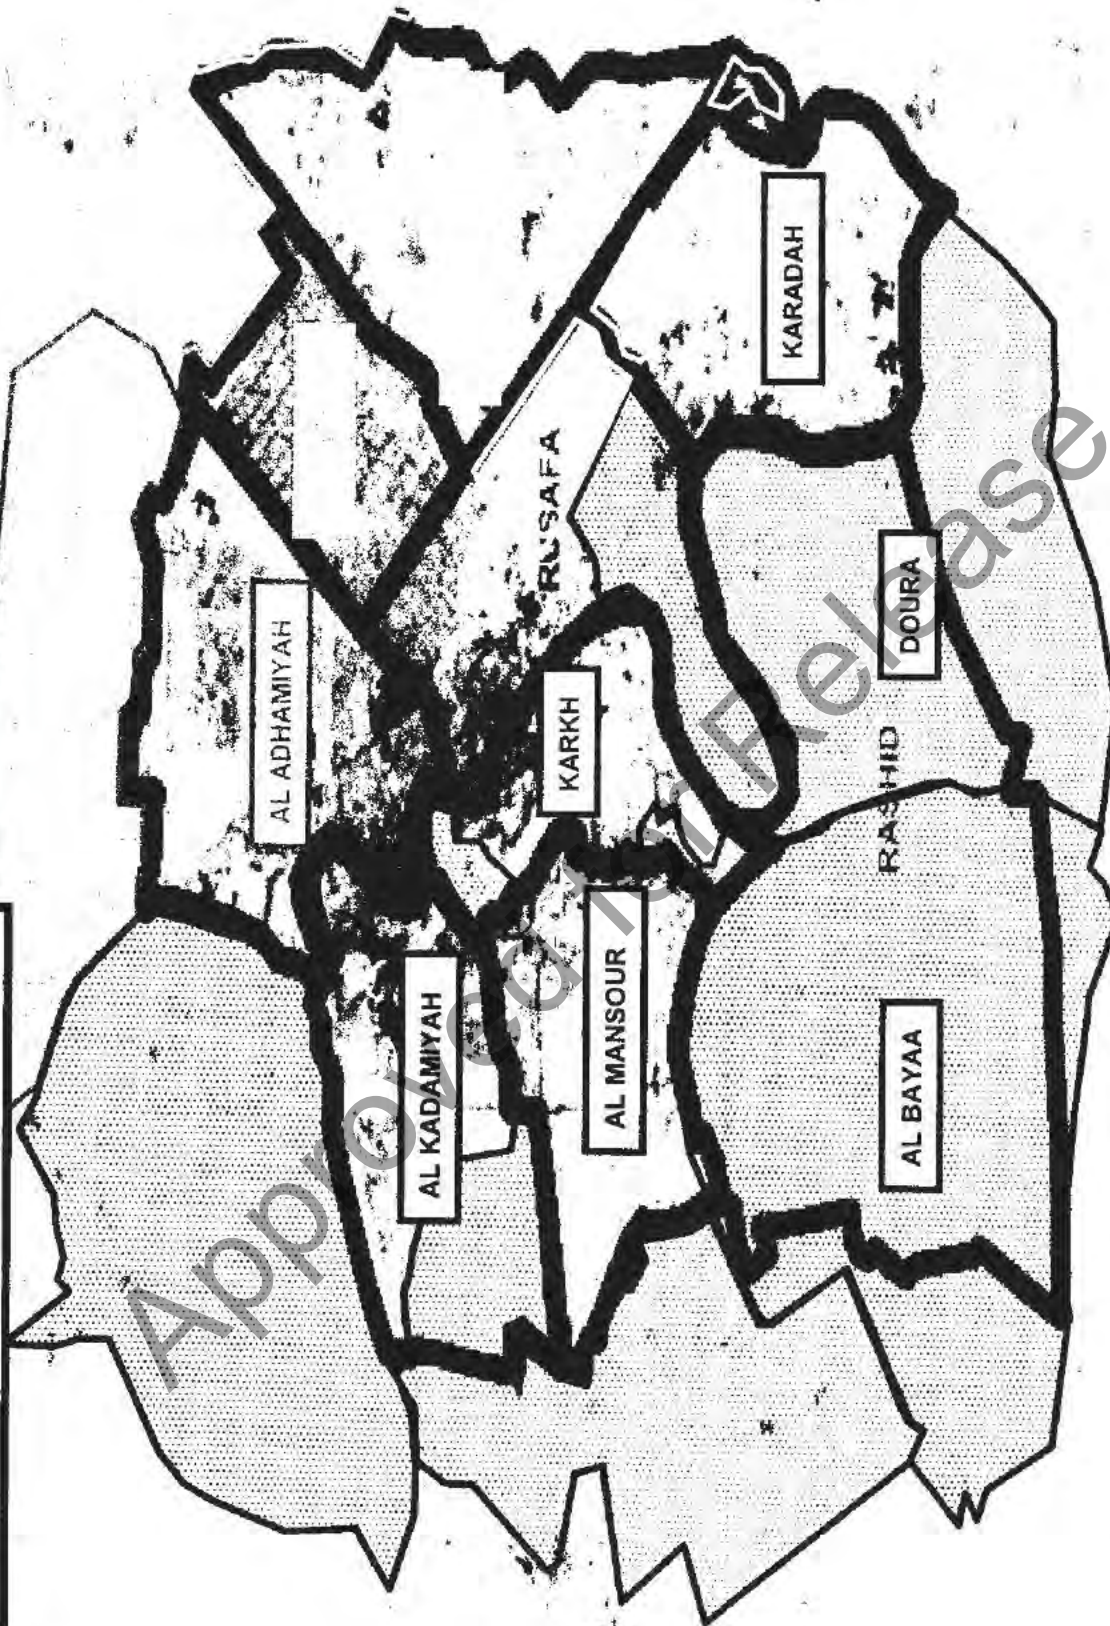 AL ADHAMIYAH
RUSAFA
KARADAH
KARKH
AL KADAMIYAH
AL MANSOUR
DOURA
RASHID
AL BAYAA
Approved for Release